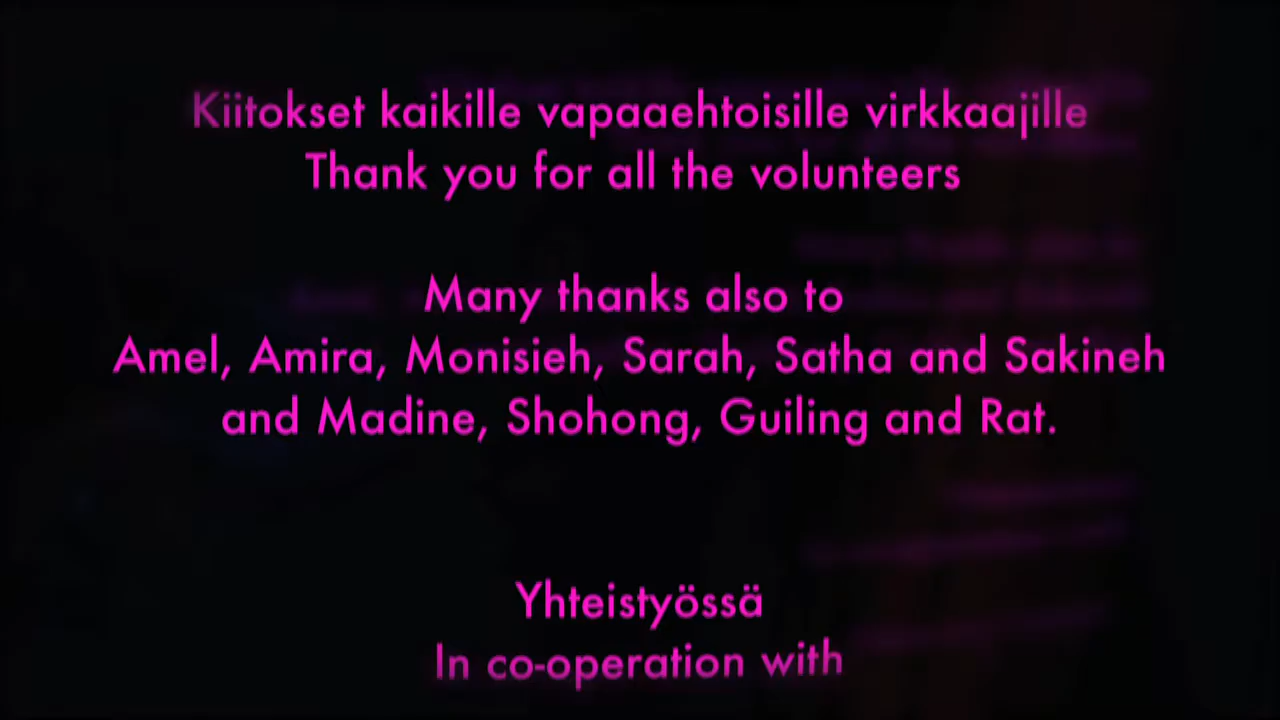 Kiitokset kaikille vapaaehtoisille virkkaajille
Thank you for all the volunteers
Many thanks also to
Amel, Amira, Monisieh, Sarah, Satha and Sakineh
and Madine, Shohong, Guiling and Rat.
Yhteistyössä
In co-operation with